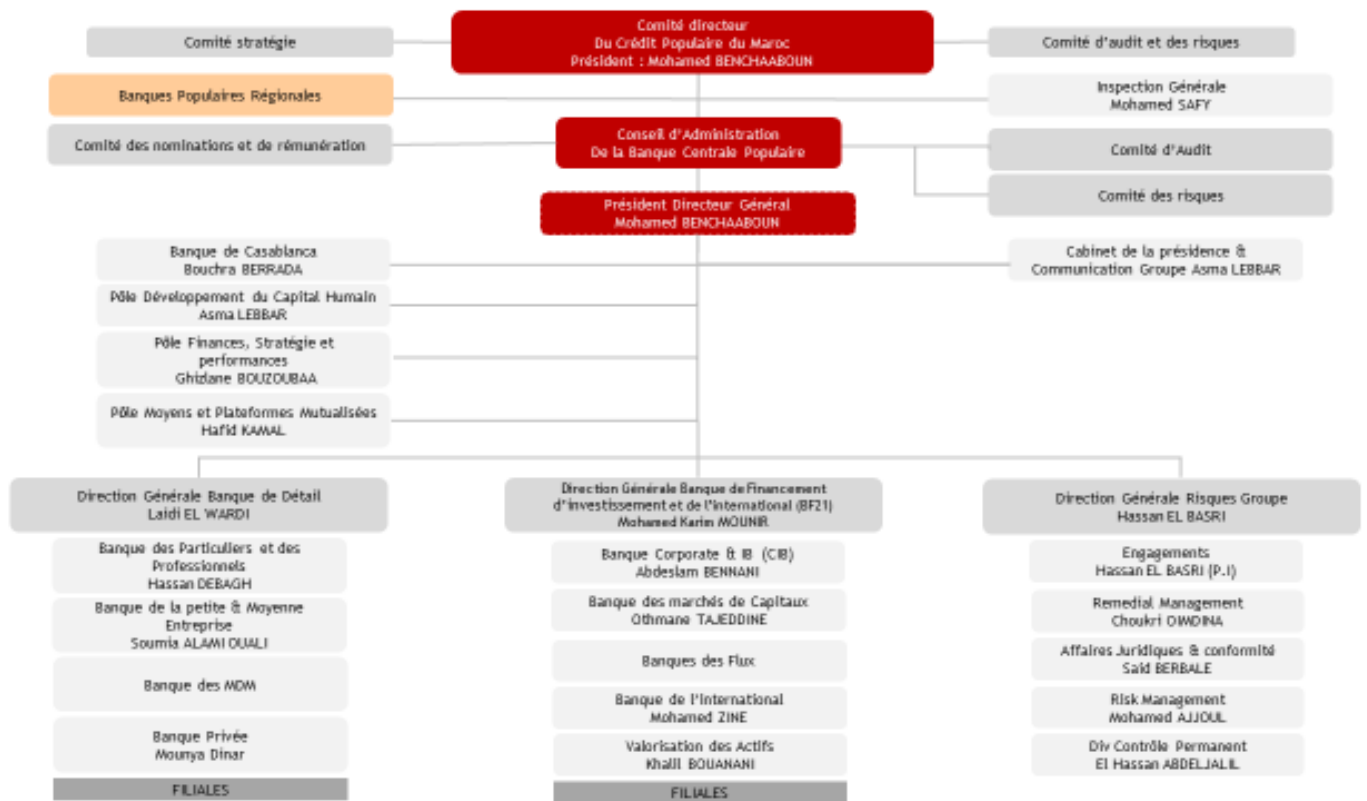 Comité directeur
Du Crédit Populaire du Maroc
Président : Mohamed BENCHAABOUN
Comité stratégie
Comité d'audit et des risques
Banques Populaires Régionales
Inspection Générale
Mohamed SAFY
Comité des nominations et de rémunération
Conseil d'Administration
De la Banque Centrale Populaire
Comité d'Audit
Comité des risques
Président Directeur Général
Mohamed BENCHAABOUN
Banque de Casablanca
Bouchra BERRADA
Cabinet de la présidence &
Communication Groupe Asma LEBBAR
Pôle Développement du Capital Humain
Asma LEBBAR
Pôle Finances, Stratégie et
performances
Ghizlane BOUZOUBAA
Pôle Moyens et Plateformes Mutualisées
Hafid KAMAL
Direction Générale Banque de Détail
Laidi EL WARDI
Banque des Particuliers et des
Professionnels
Hassan DEBAGH
Banque de la petite & Moyenne
Entreprise
Soumia ALAMI OUALI
Banque des MDM
Banque Privée
Mounya Dinar
FILIALES
Direction Générale Banque de Financement
d'investissement et de l'international (BF21)
Mohamed Karim MOUNIR
Banque Corporate & IB (CIB)
Abdeslam BENNANI
Banque des marchés de Capitaux
Othmane TAJEDDINE
Banques des Flux
Banque de l'International
Mohamed ZINE
Valorisation des Actifs
Khalil BOUANANI
FILIALES
Direction Générale Risques Groupe
Hassan EL BASRI
Engagements
Hassan EL BASRI (P.I)
Remedial Management
Choukri OIMDINA
Affaires Juridiques & conformité
Said BERBALE
Risk Management
Mohamed AJJOUL
Div Contrôle Permanent
El Hassan ABDELJALIL